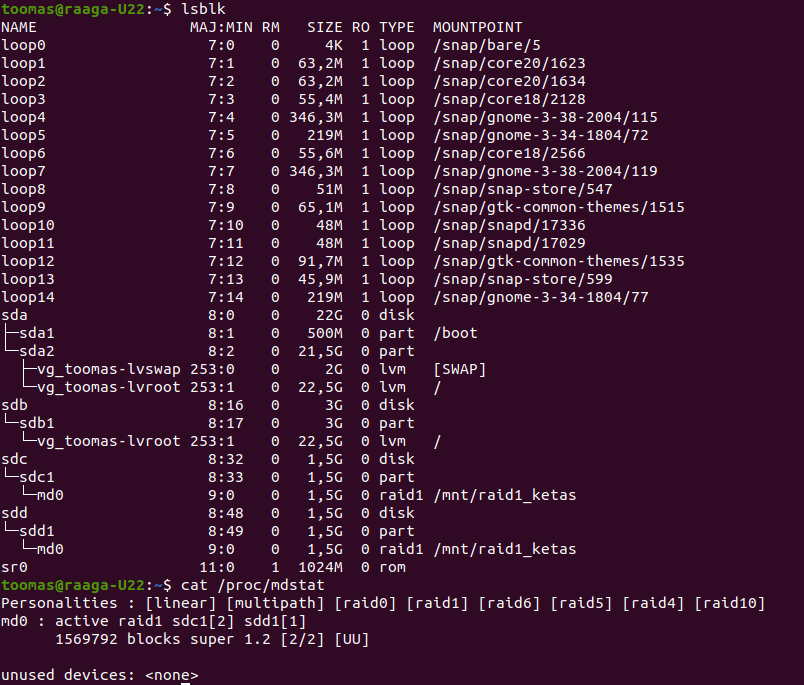 toomas@raaga-U22:~$ lsblk
NAME                 MAJ:MIN RM   SIZE RO TYPE  MOUNTPOINT
loop0                  7:0    0     4K  1 loop  /snap/bare/5
loop1                  7:1    0  63,2M  1 loop  /snap/core20/1623
loop2                  7:2    0  63,2M  1 loop  /snap/core20/1634
loop3                  7:3    0  55,4M  1 loop  /snap/core18/2128
loop4                  7:4    0 346,3M  1 loop  /snap/gnome-3-38-2004/115
loop5                  7:5    0   219M  1 loop  /snap/gnome-3-34-1804/72
loop6                  7:6    0  55,6M  1 loop  /snap/core18/2566
loop7                  7:7    0 346,3M  1 loop  /snap/gnome-3-38-2004/119
loop8                  7:8    0    51M  1 loop  /snap/snap-store/547
loop9                  7:9    0  65,1M  1 loop  /snap/gtk-common-themes/1515
loop10                 7:10   0    48M  1 loop  /snap/snapd/17336
loop11                 7:11   0    48M  1 loop  /snap/snapd/17029
loop12                 7:12   0  91,7M  1 loop  /snap/gtk-common-themes/1535
loop13                 7:13   0  45,9M  1 loop  /snap/snap-store/599
loop14                 7:14   0   219M  1 loop  /snap/gnome-3-34-1804/77
sda                    8:0    0    22G  0 disk
├─sda1                 8:1    0   500M  0 part  /boot
└─sda2                 8:2    0  21,5G  0 part
  ├─vg_toomas-lvswap 253:0    0     2G  0 lvm   [SWAP]
  └─vg_toomas-lvroot 253:1    0  22,5G  0 lvm   /
sdb                    8:16   0     3G  0 disk
└─sdb1                 8:17   0     3G  0 part
  └─vg_toomas-lvroot 253:1    0  22,5G  0 lvm   /
sdc                    8:32   0   1,5G  0 disk
└─sdc1                 8:33   0   1,5G  0 part
  └─md0                9:0    0   1,5G  0 raid1 /mnt/raid1_ketas
sdd                    8:48   0   1,5G  0 disk
└─sdd1                 8:49   0   1,5G  0 part
  └─md0                9:0    0   1,5G  0 raid1 /mnt/raid1_ketas
sr0                   11:0    1  1024M  0 rom
toomas@raaga-U22:~$ cat /proc/mdstat
Personalities : [linear] [multipath] [raid0] [raid1] [raid6] [raid5] [raid4] [raid10]
md0 : active raid1 sdc1[2] sdd1[1]
      1569792 blocks super 1.2 [2/2] [UU]
unused devices: <none>